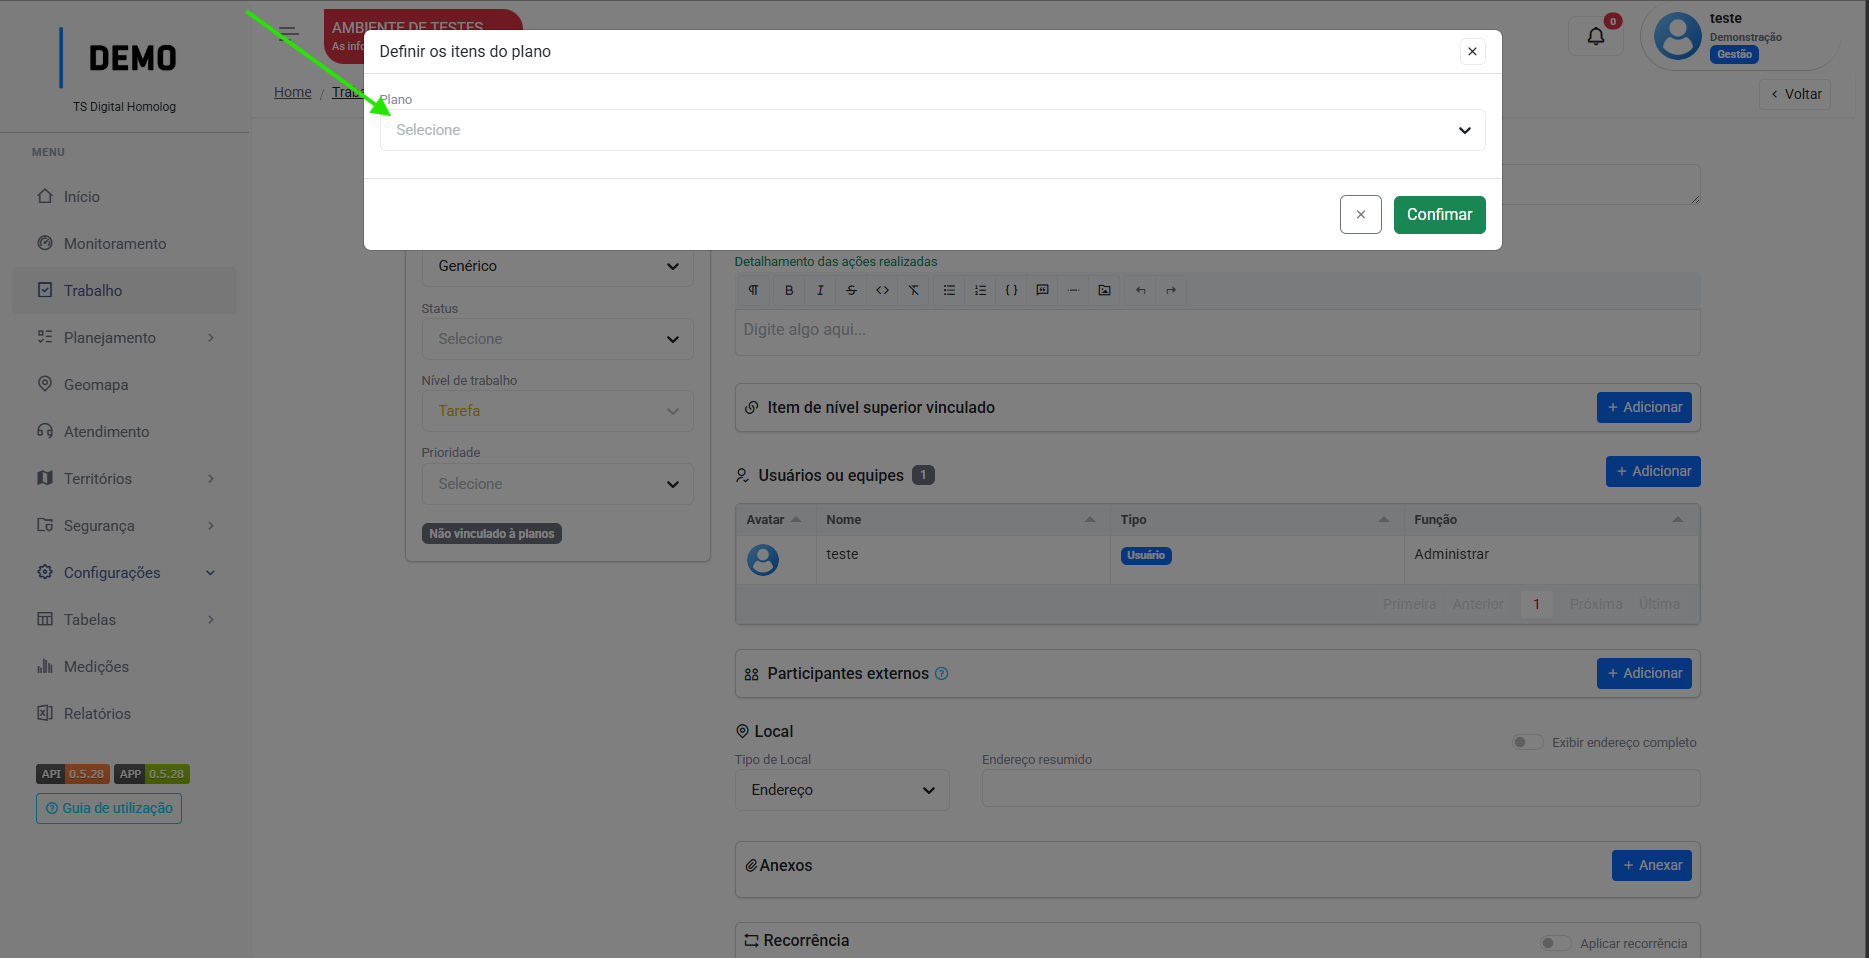 DEMO
TS Digital Homolog
MENU
Início
Monitoramento
Trabalho
Planejamento
Geomapa
Atendimento
Territórios
Segurança
Configurações
Tabelas
Medições
Relatórios
API 0.5.28 APP 0.5.28
Guia de utilização
AMBIENTE DE TESTES
As info
Home / Traba
0
teste
Demonstração
Gestão
Voltar
Definir os itens do plano
Plano
Selecione
Confimar
Genérico
Status
Selecione
Nível de trabalho
Tarefa
Prioridade
Selecione
Não vinculado à planos
Detalhamento das ações realizadas
Digite algo aqui...
Item de nível superior vinculado
+ Adicionar
Usuários ou equipes 1
+ Adicionar
Avatar Nome Tipo Função
teste Usuário Administrar
Primeira Anterior 1 Próxima Última
Participantes externos
+ Adicionar
Local
Exibir endereço completo
Tipo de Local
Endereço
Endereço resumido
Anexos
+ Anexar
Recorrência
Aplicar recorrência